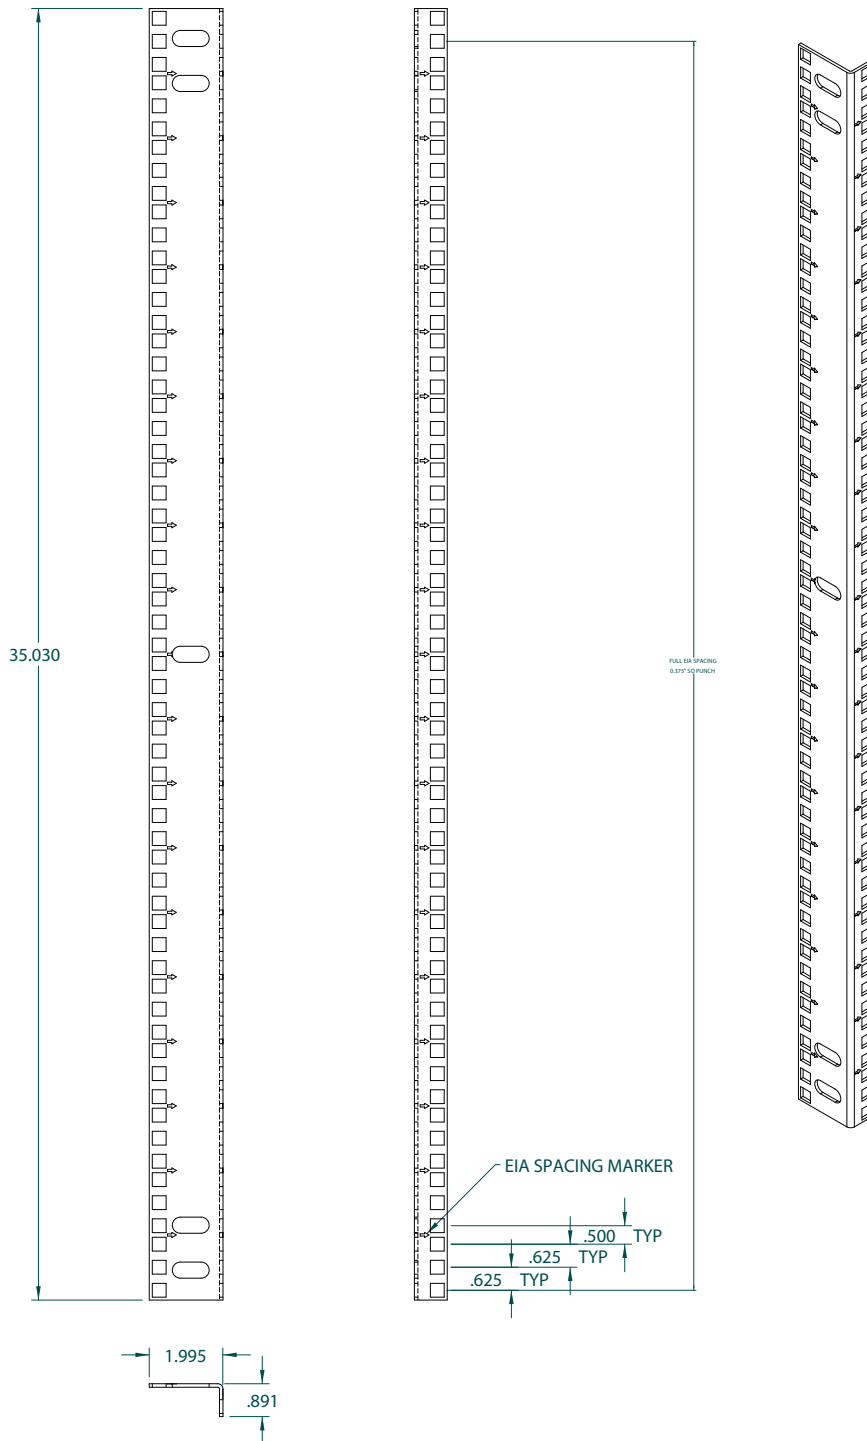 35.030
FULL EIA SPACING
0.375" SQ PUNCH
EIA SPACING MARKER
.500 TYP
.625 TYP
.625 TYP
1.995
.891